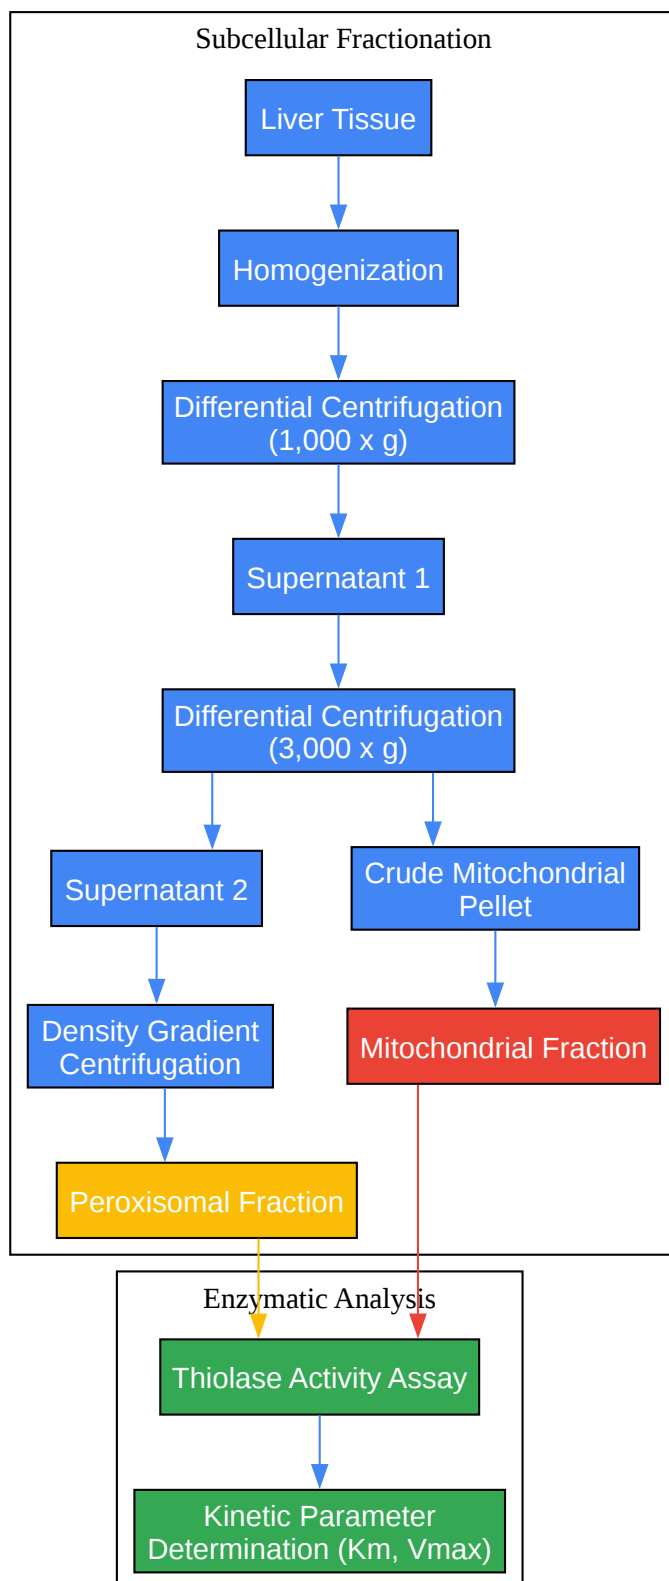 Subcellular Fractionation
Liver Tissue
Homogenization
Differential Centrifugation
(1,000 x g)
Supernatant 1
Differential Centrifugation
(3,000 x g)
Supernatant 2
Crude Mitochondrial
Pellet
Density Gradient
Centrifugation
Mitochondrial Fraction
Peroxisomal Fraction
Enzymatic Analysis
Thiolase Activity Assay
Kinetic Parameter
Determination (Km, Vmax)